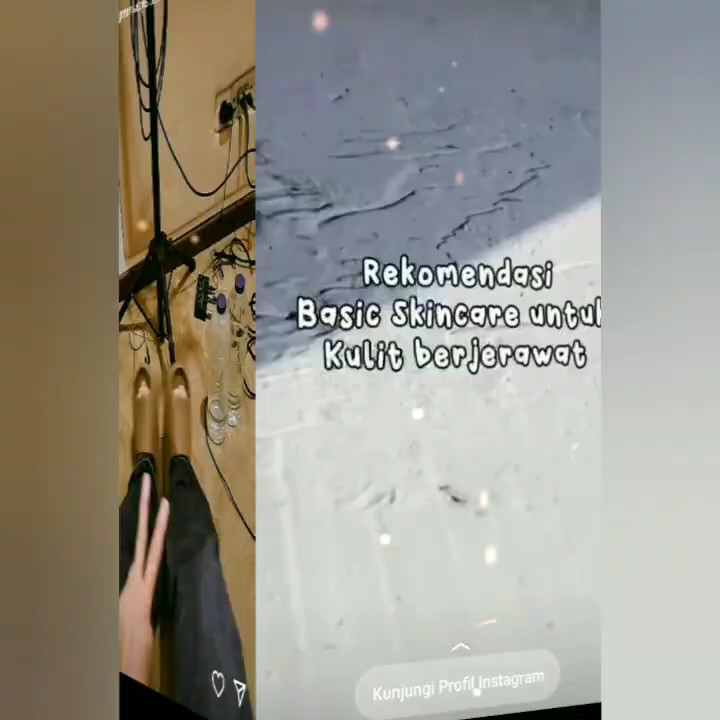 Rekomendasi
Basic Skincare untuk
Kulit berjerawat
Kunjungi Profil Instagram